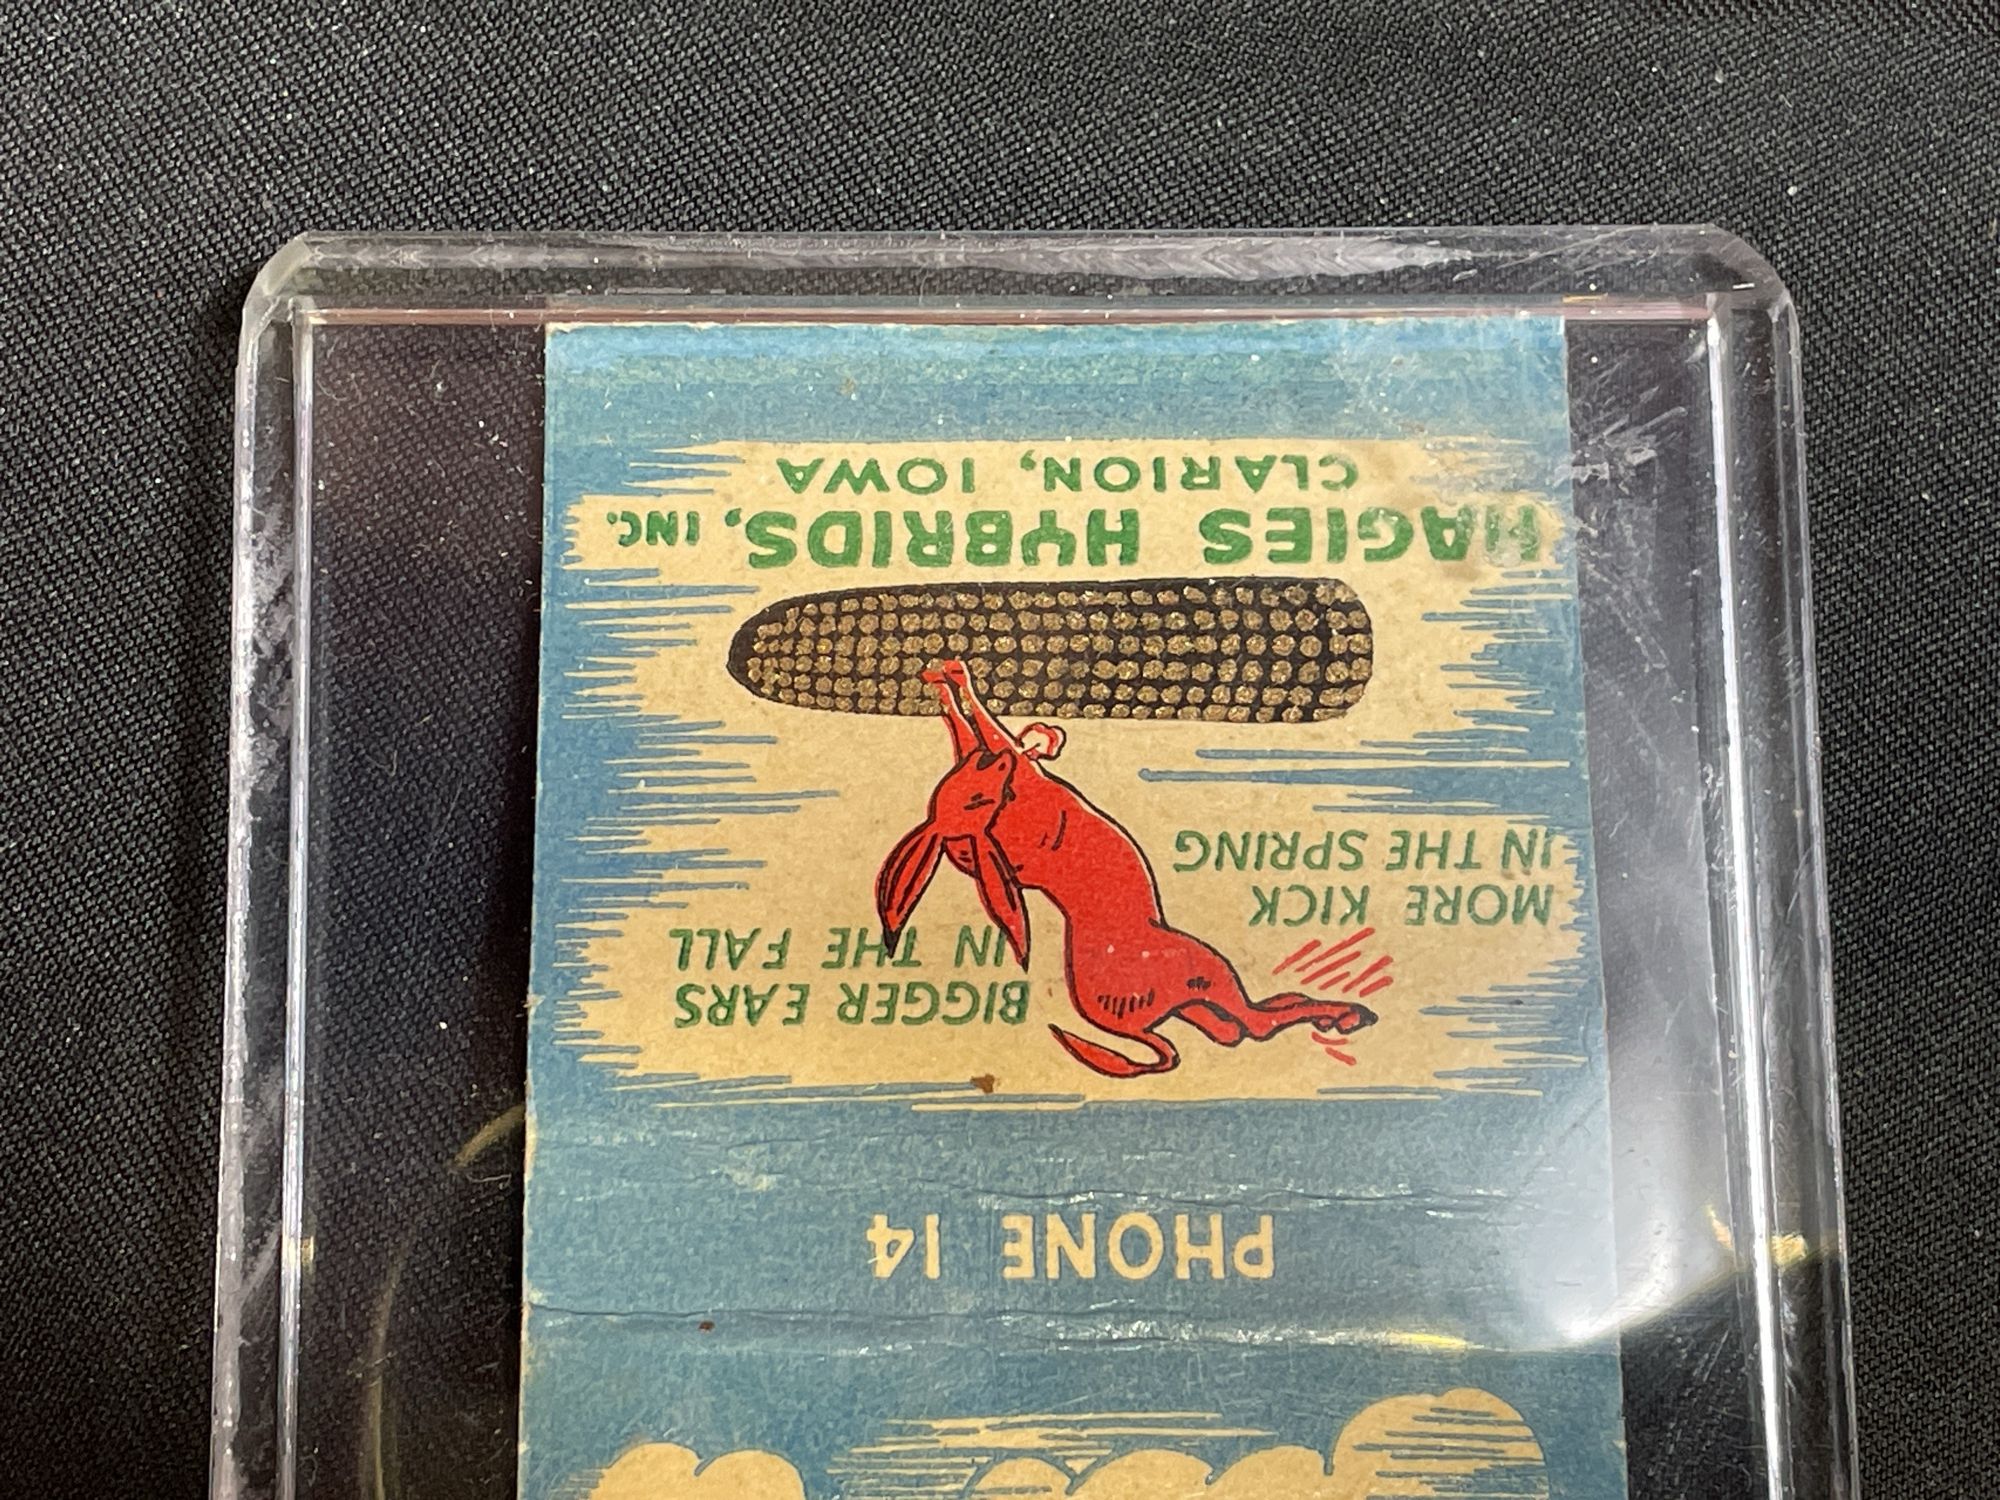 PHONE 14
BIGGER EARS
IN THE FALL
MORE KICK
IN THE SPRING
HAGIES HYBRIDS, INC.
CLARION, IOWA